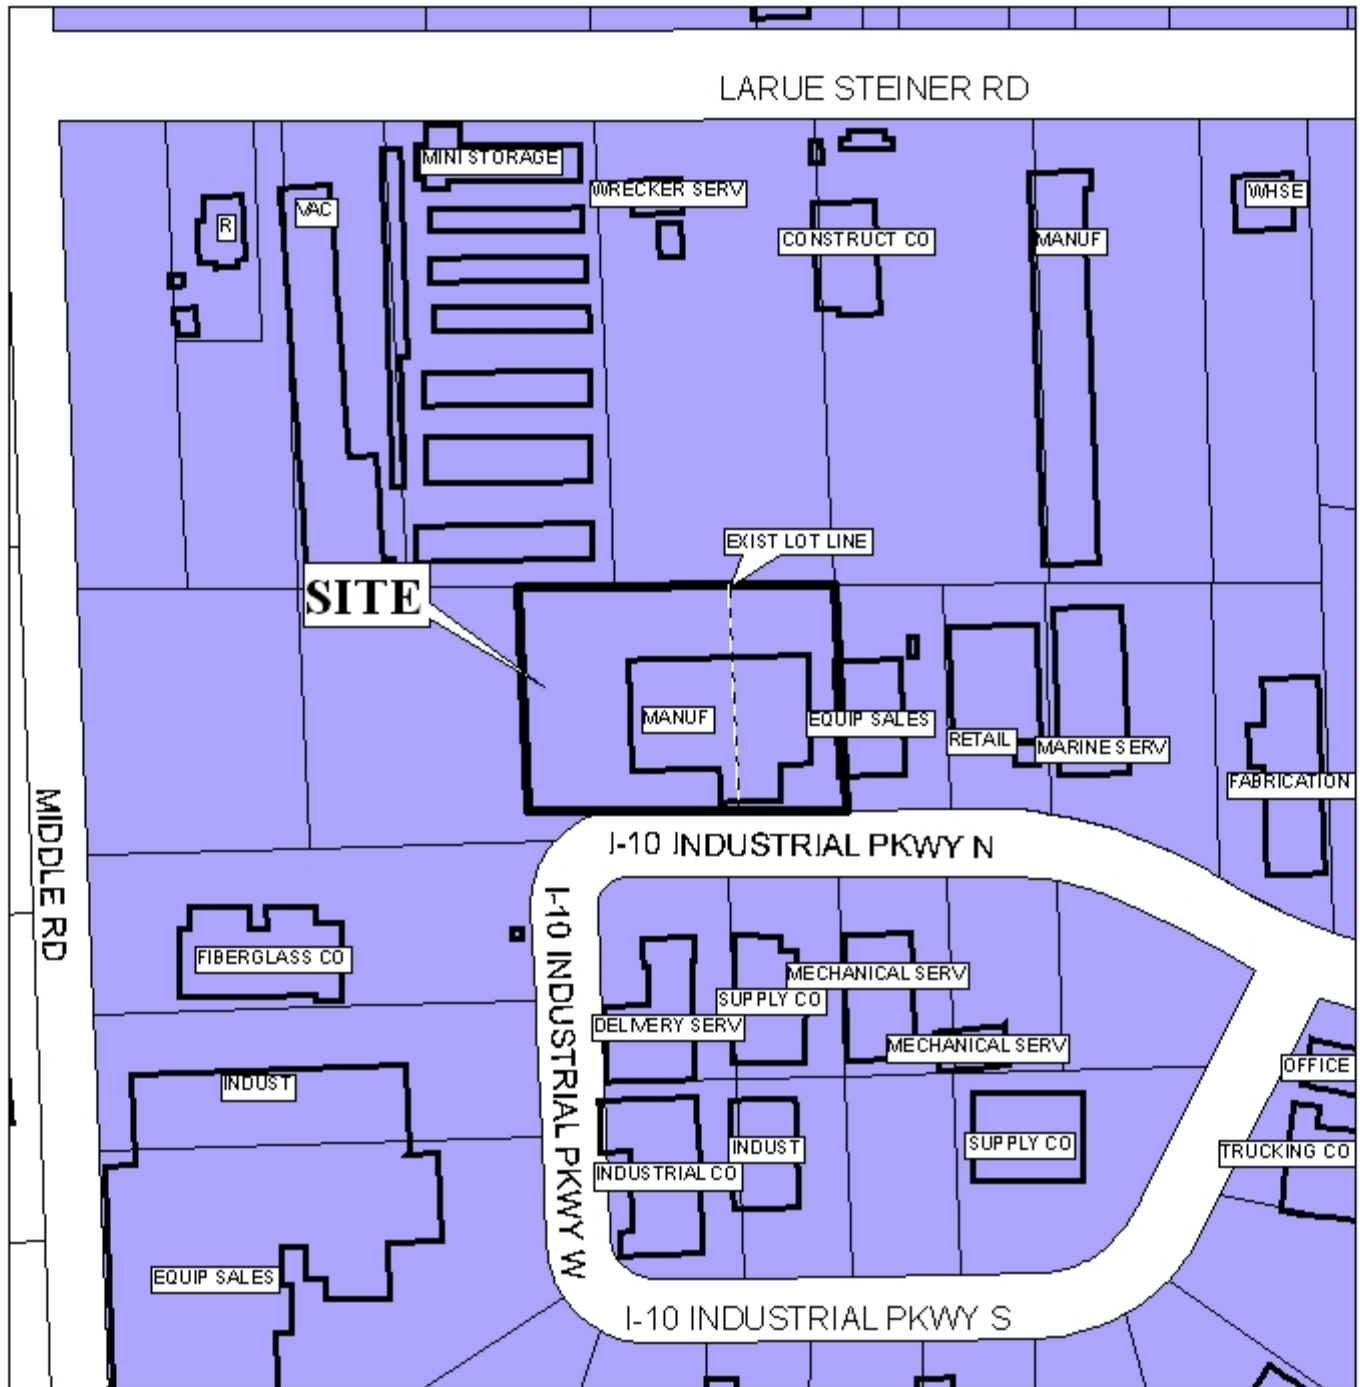 LARUE STEINER RD
MINI STORAGE
WRECKER SERV
WHSE
VAC
R
CONSTRUCT CO
MANUF
EXIST LOT LINE
SITE
MANUF
EQUIP SALES
RETAIL
MARINE SERV
FABRICATION
MIDDLE RD
I-10 INDUSTRIAL PKWY N
I-10 INDUSTRIAL PKWY W
FIBERGLASS CO
MECHANICAL SERV
SUPPLY CO
DELIVERY SERV
MECHANICAL SERV
OFFICE
INDUST
INDUST
SUPPLY CO
TRUCKING CO
INDUSTRIAL CO
EQUIP SALES
I-10 INDUSTRIAL PKWY S